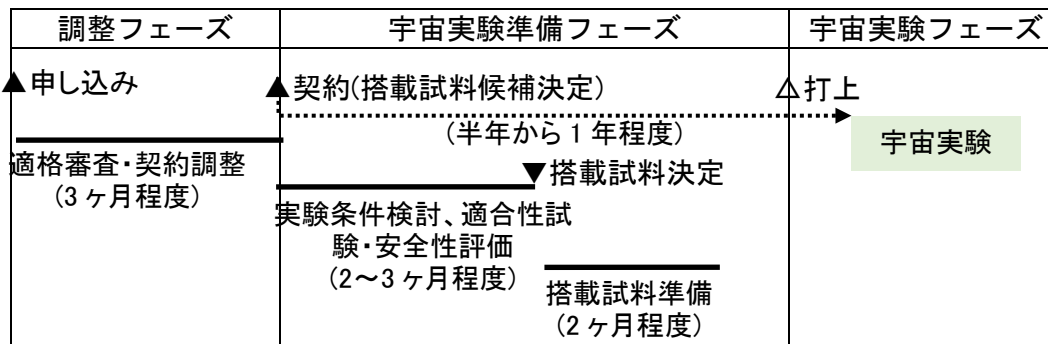 調整フェーズ
宇宙実験準備フェーズ
宇宙実験フェーズ
▲申し込み
▲契約(搭載試料候補決定)
△打上
(半年から1年程度)
宇宙実験
適格審査・契約調整
(3ヶ月程度)
▼搭載試料決定
実験条件検討、適合性試
験・安全性評価
(2～3ヶ月程度)
搭載試料準備
(2ヶ月程度)